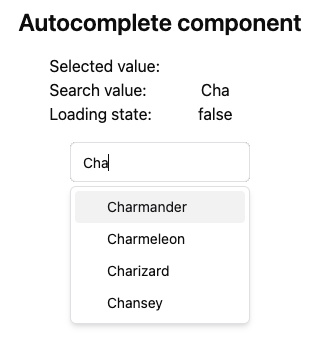 Autocomplete component
Selected value:
Search value: Cha
Loading state: false
Cha
Charmander
Charmeleon
Charizard
Chansey